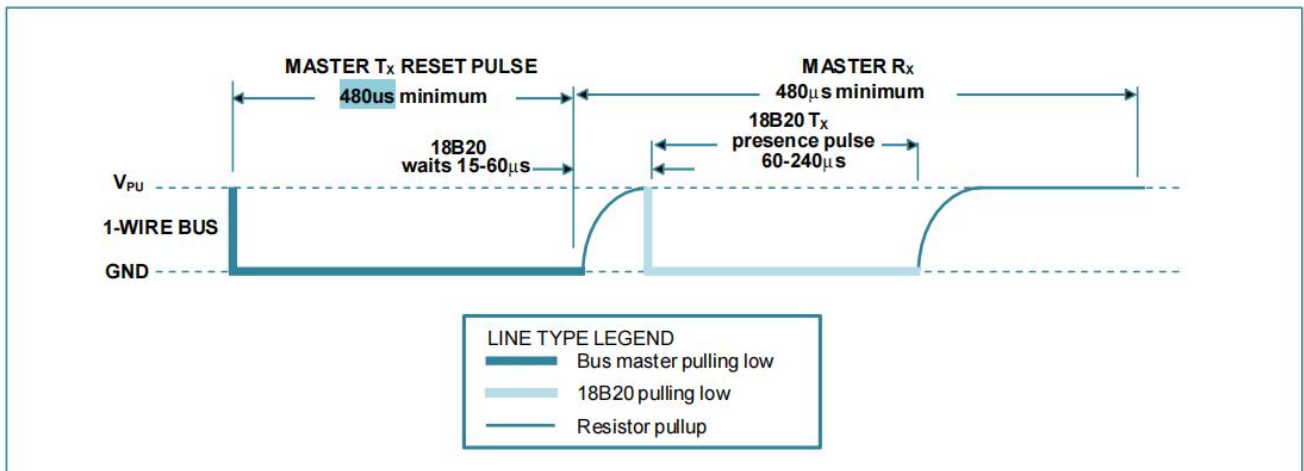 MASTER TX RESET PULSE
480us minimum
MASTER RX
480μs minimum
18B20 TX
presence pulse
60-240μs
18B20
waits 15-60μs
VPU
1-WIRE BUS
GND
LINE TYPE LEGEND
Bus master pulling low
18B20 pulling low
Resistor pullup